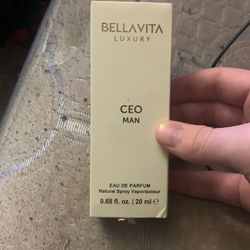 BELLAVITA
LUXURY
CEO
MAN
EAU DE PARFUM
Natural Spray Vaporisateur
0.68 fl. oz. | 20 ml ℮